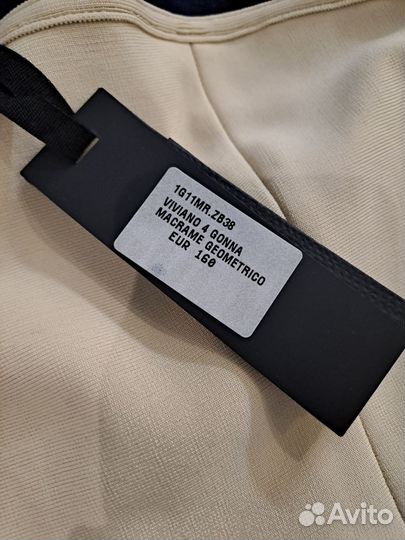 1G11MR.ZB38
VIVIANO 4 GONNA
MACRAME GEOMETRICO
EUR 160
Avito